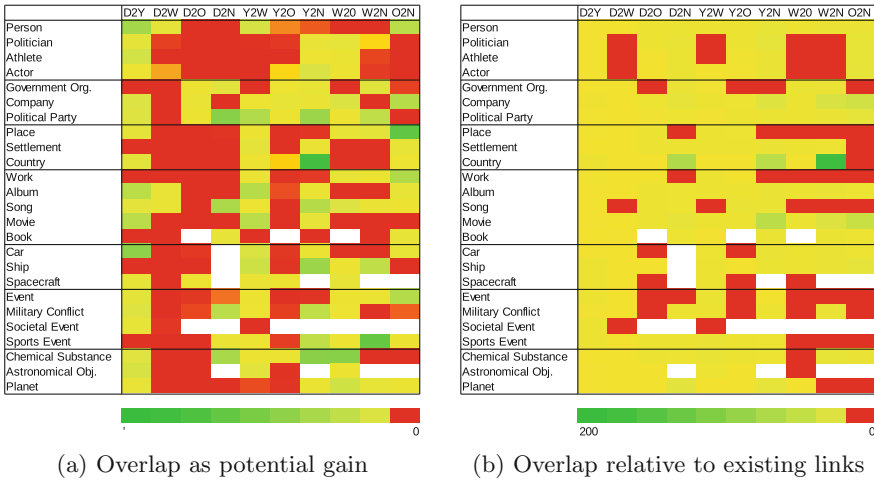 D2Y D2W D2O D2N Y2W Y2O Y2N W20 W2N O2N
Person
Politician
Athlete
Actor
Government Org.
Company
Political Party
Place
Settlement
Country
Work
Album
Song
Movie
Book
Car
Ship
Spacecraft
Event
Military Conflict
Societal Event
Sports Event
Chemical Substance
Astronomical Obj.
Planet
' 0
(a) Overlap as potential gain
D2Y D2W D2O D2N Y2W Y2O Y2N W20 W2N O2N
Person
Politician
Athlete
Actor
Government Org.
Company
Political Party
Place
Settlement
Country
Work
Album
Song
Movie
Book
Car
Ship
Spacecraft
Event
Military Conflict
Societal Event
Sports Event
Chemical Substance
Astronomical Obj.
Planet
200 0
(b) Overlap relative to existing links